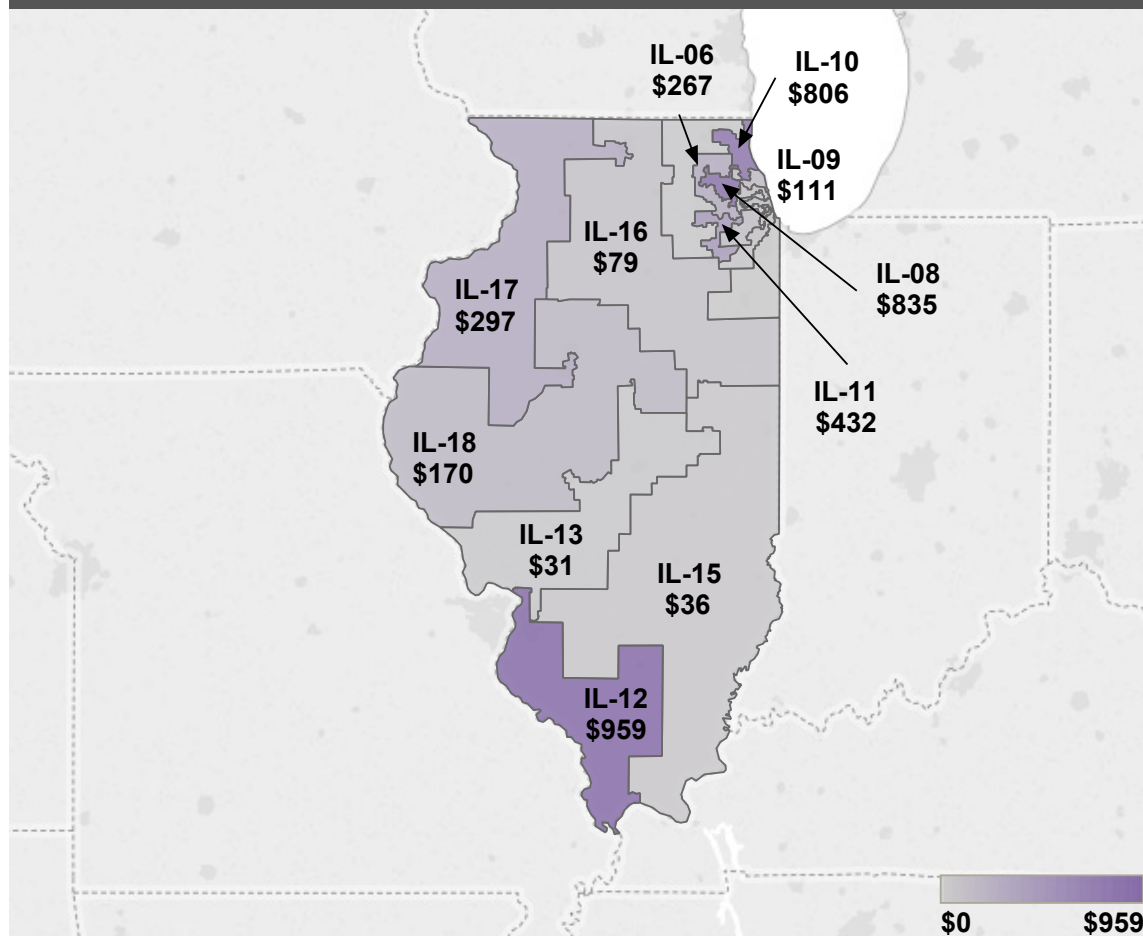 IL-06
$267
IL-10
$806
IL-09
$111
IL-16
$79
IL-08
$835
IL-17
$297
IL-11
$432
IL-18
$170
IL-13
$31
IL-15
$36
IL-12
$959
$0 $959